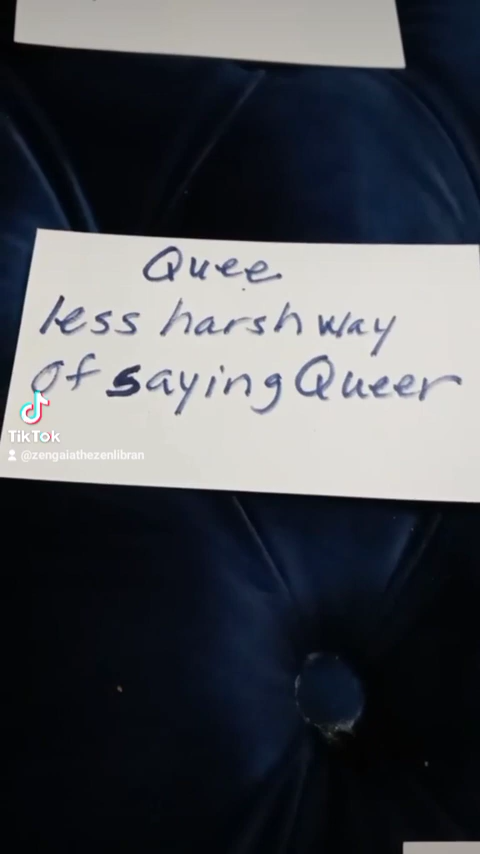 Quee
less harsh way
of saying Queer
TikTok
@zengaiathezenlibran